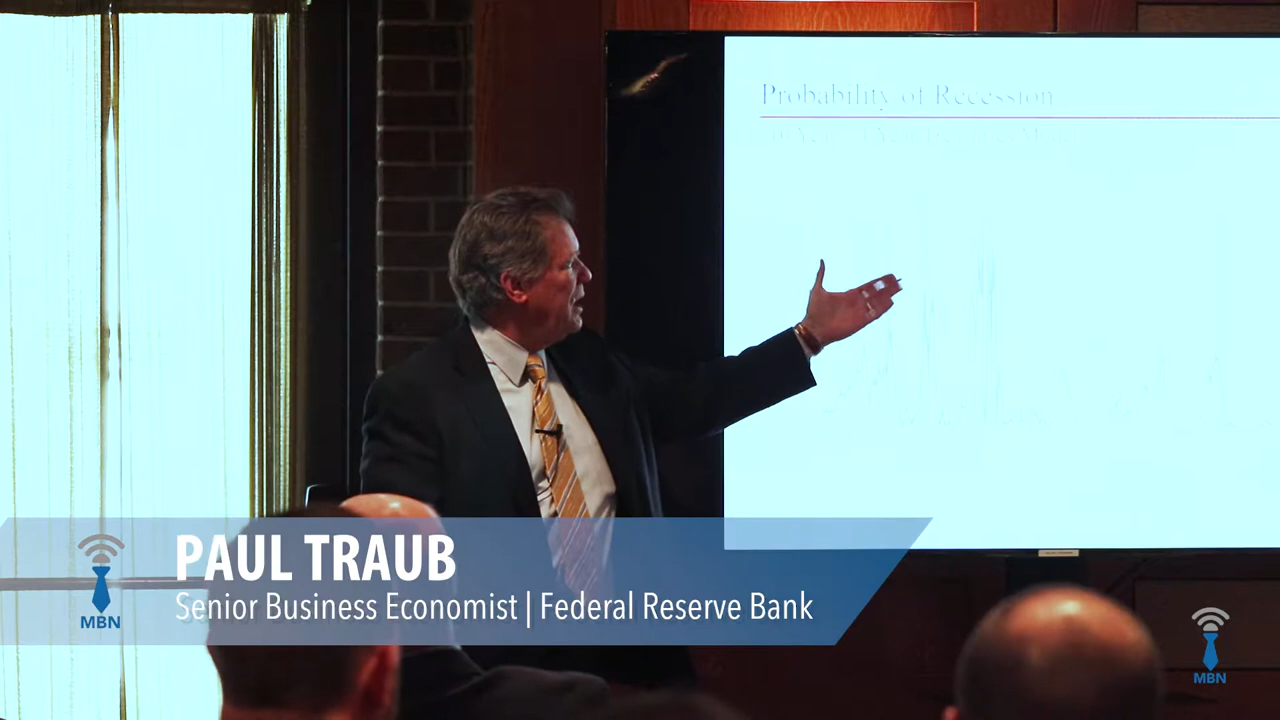 Probability of Recession
PAUL TRAUB
Senior Business Economist | Federal Reserve Bank
MBN
MBN